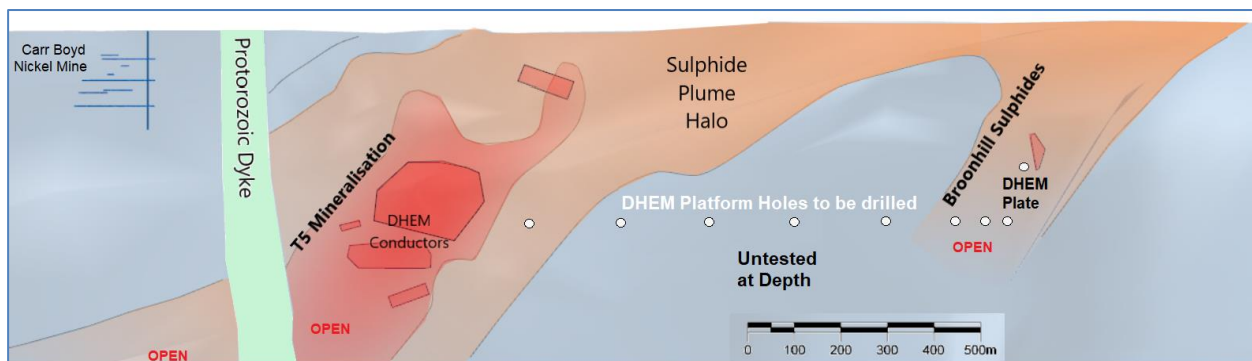 Carr Boyd
Nickel Mine
Protorozoic Dyke
T5 Mineralisation
DHEM
Conductors
OPEN
OPEN
Sulphide
Plume
Halo
DHEM Platform Holes to be drilled
Untested
at Depth
Broonhill Sulphides
DHEM
Plate
OPEN
0 100 200 300 400 500m